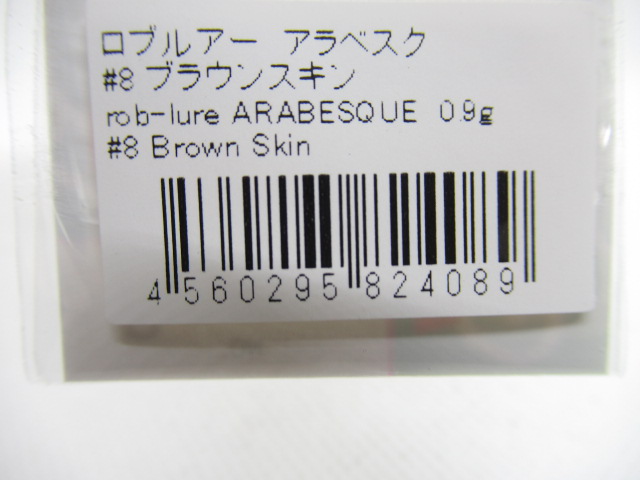 ロブルアー アラベスク
#8 ブラウンスキン
rob-lure ARABESQUE 0.9g
#8 Brown Skin
4 560295 824089